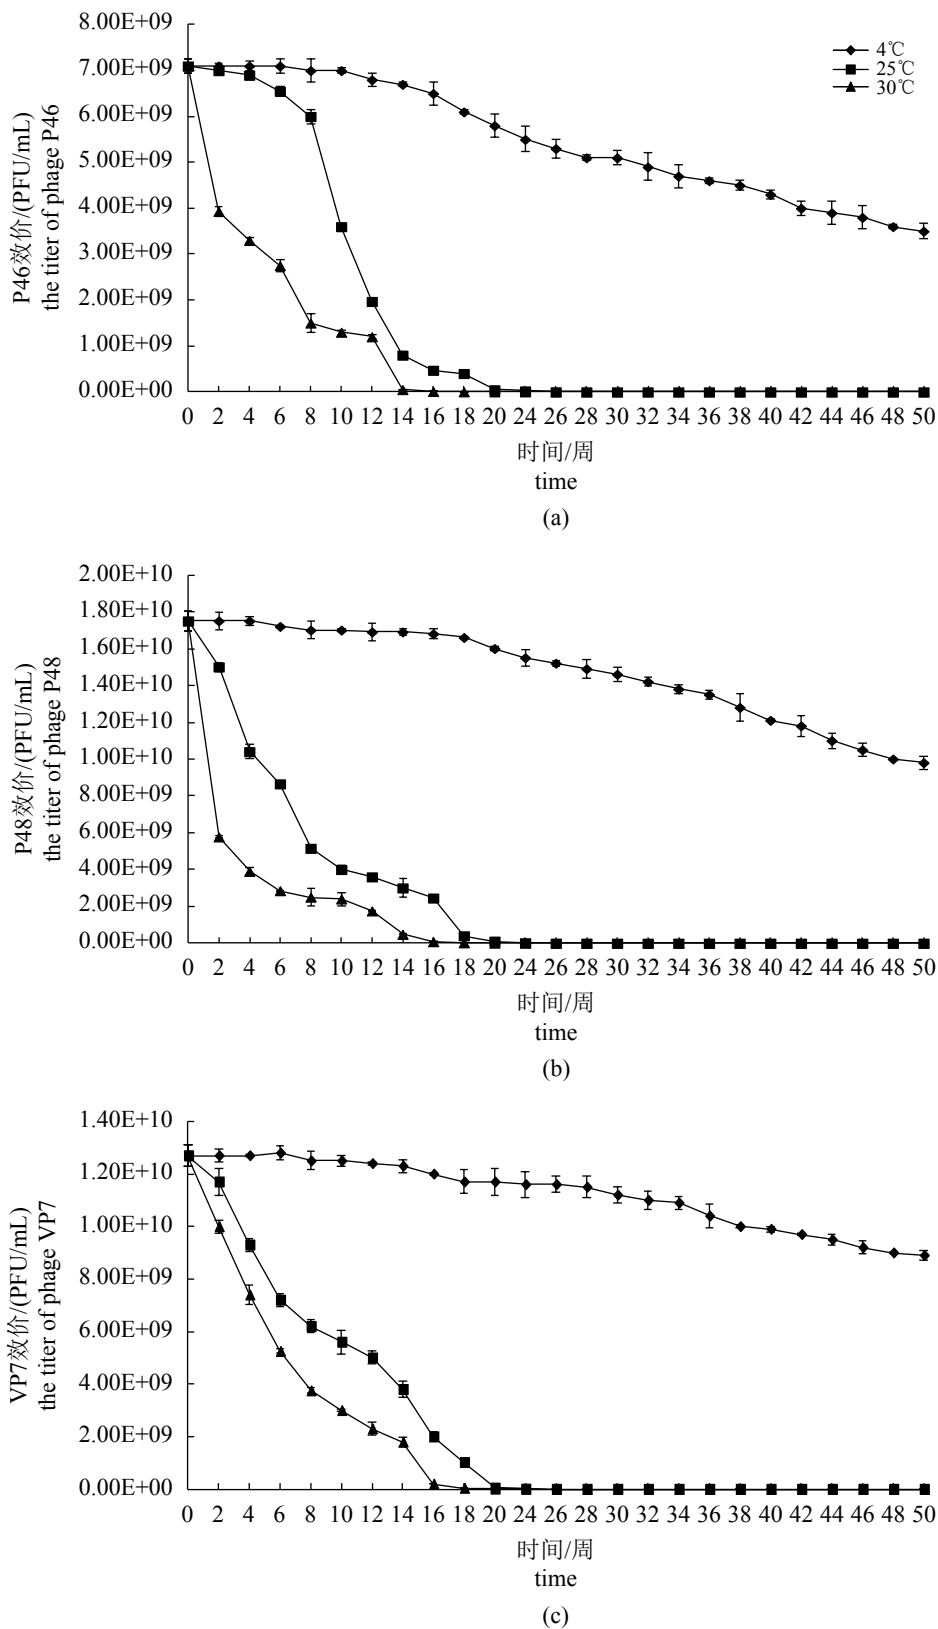 8.00E+09
7.00E+09
6.00E+09
5.00E+09
4.00E+09
3.00E+09
2.00E+09
1.00E+09
0.00E+00
P46效价/(PFU/mL)
the titer of phage P46
4℃
25℃
30℃
0 2 4 6 8 10 12 14 16 18 20 24 26 28 30 32 34 36 38 40 42 44 46 48 50
时间/周
time
(a)
2.00E+10
1.80E+10
1.60E+10
1.40E+10
1.20E+10
1.00E+10
8.00E+09
6.00E+09
4.00E+09
2.00E+09
0.00E+00
P48效价/(PFU/mL)
the titer of phage P48
0 2 4 6 8 10 12 14 16 18 20 24 26 28 30 32 34 36 38 40 42 44 46 48 50
时间/周
time
(b)
1.40E+10
1.20E+10
1.00E+10
8.00E+09
6.00E+09
4.00E+09
2.00E+09
0.00E+00
VP7效价/(PFU/mL)
the titer of phage VP7
0 2 4 6 8 10 12 14 16 18 20 24 26 28 30 32 34 36 38 40 42 44 46 48 50
时间/周
time
(c)